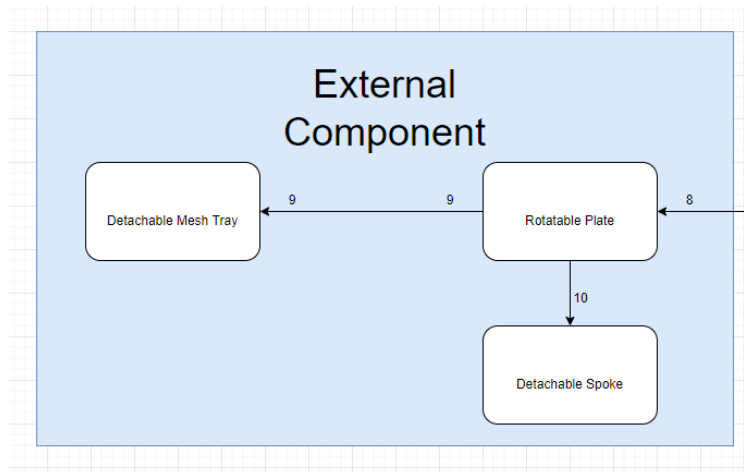 External
Component
9
9
8
Detachable Mesh Tray
Rotatable Plate
10
Detachable Spoke